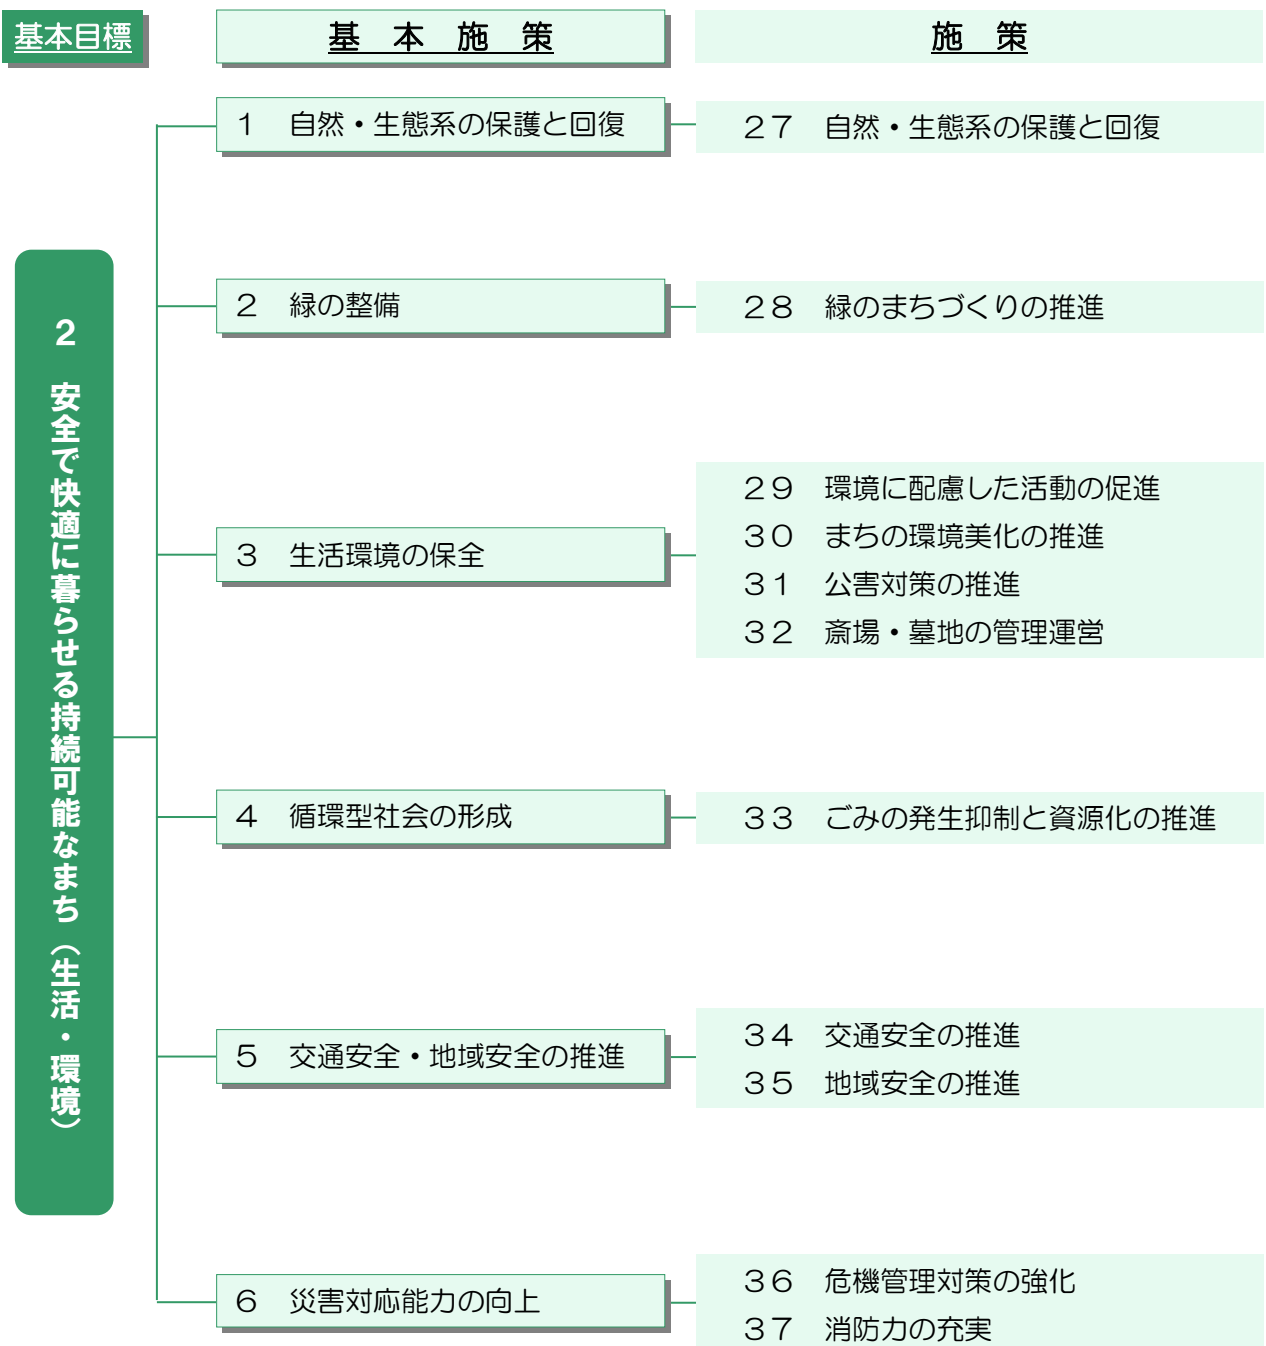 基本目標
基　本　施　策
施　策
２　安全で快適に暮らせる持続可能なまち（生活・環境）
１　自然・生態系の保護と回復
２７　自然・生態系の保護と回復
２　緑の整備
２８　緑のまちづくりの推進
３　生活環境の保全
２９　環境に配慮した活動の促進
３０　まちの環境美化の推進
３１　公害対策の推進
３２　斎場・墓地の管理運営
４　循環型社会の形成
３３　ごみの発生抑制と資源化の推進
５　交通安全・地域安全の推進
３４　交通安全の推進
３５　地域安全の推進
６　災害対応能力の向上
３６　危機管理対策の強化
３７　消防力の充実